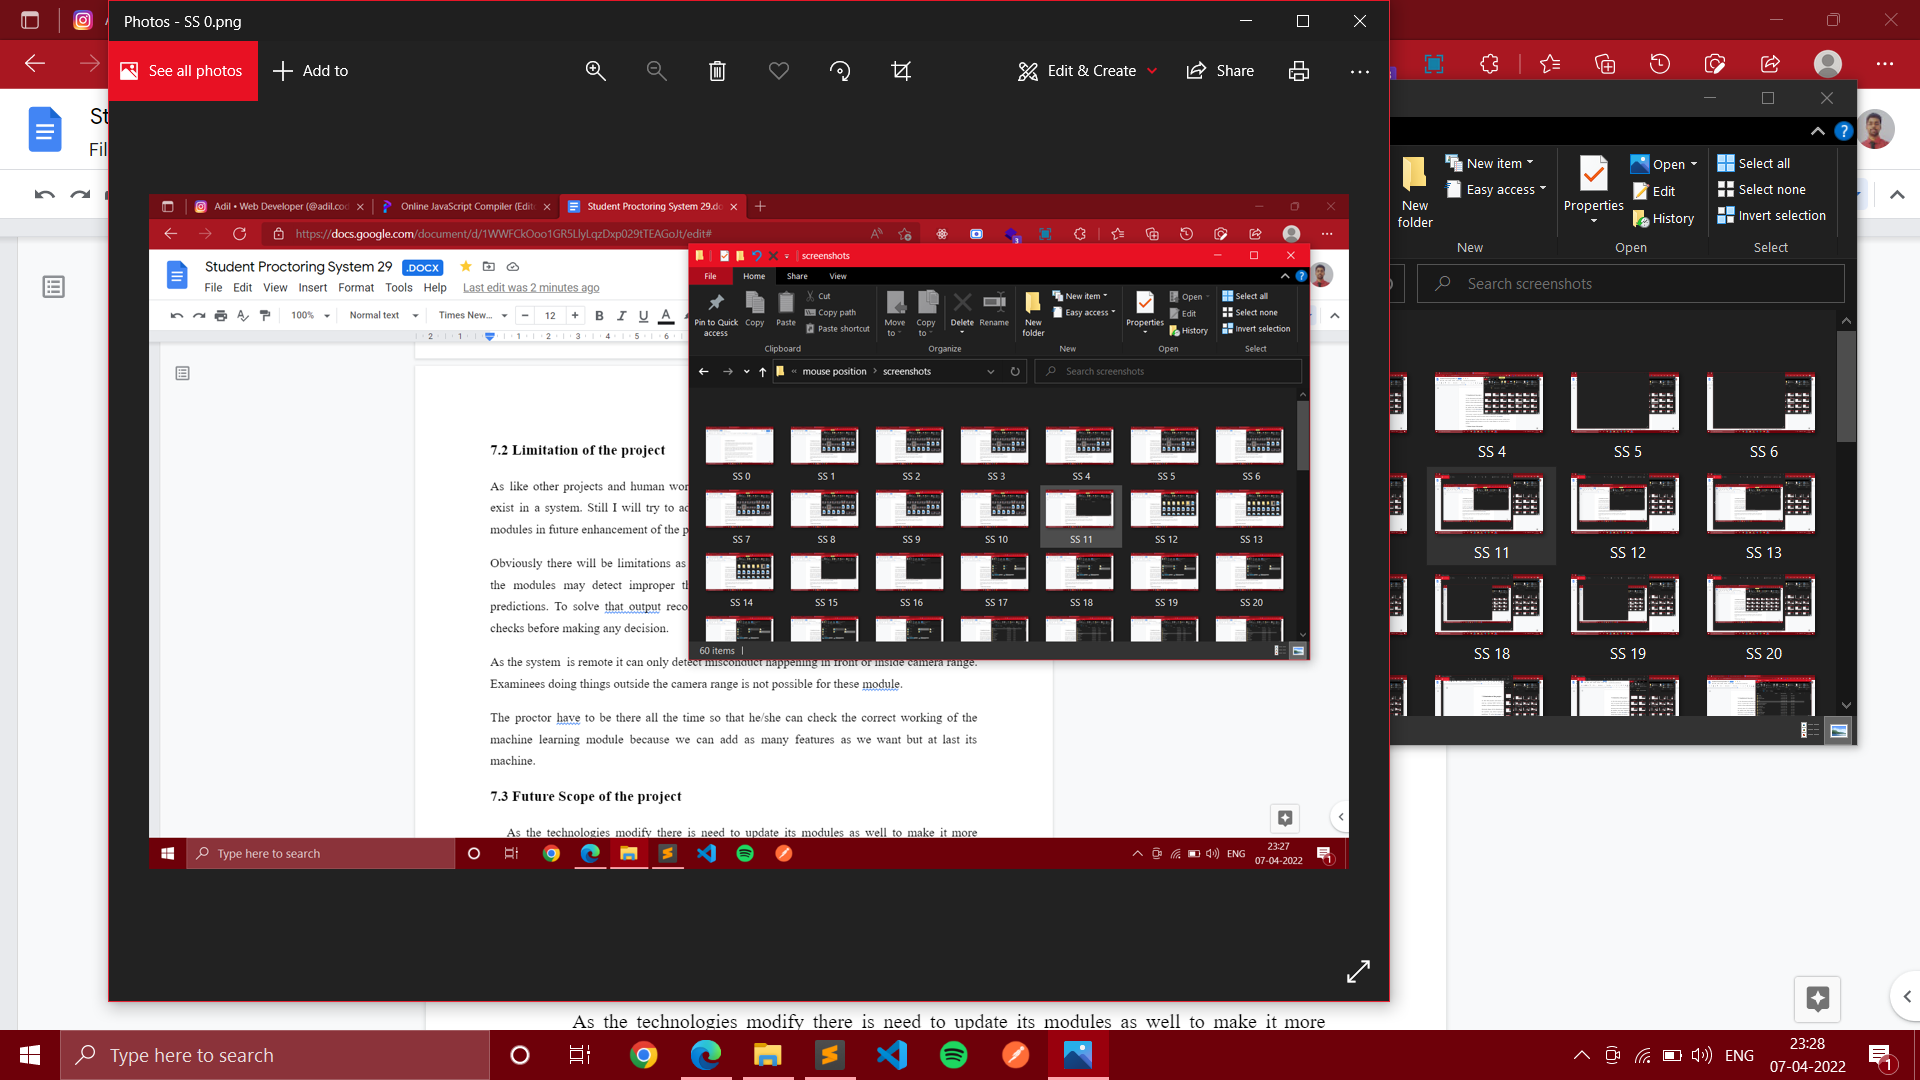 Photos - SS 0.png
See all photos
Add to
Edit & Create
Share
St
Fil
Adil • Web Developer (@adil.cod
Online JavaScript Compiler (Edit
Student Proctoring System 29.do
https://docs.google.com/document/d/1WWFCkOoo1GR5LlyLqzDxp029tTEAGoJt/edit#
Student Proctoring System 29 .DOCX
File Edit View Insert Format Tools Help Last edit was 2 minutes ago
100% Normal text Times New... 12 B I U A
2 1 1 2 3 4 5 6
screenshots
File Home Share View
Pin to Quick access
Copy
Paste
Cut
Copy path
Paste shortcut
Clipboard
Move to
Copy to
Delete
Rename
Organize
New folder
New item
Easy access
New
Properties
Open
Edit
History
Open
Select all
Select none
Invert selection
Select
« mouse position > screenshots
Search screenshots
SS 0 SS 1 SS 2 SS 3 SS 4 SS 5 SS 6
SS 7 SS 8 SS 9 SS 10 SS 11 SS 12 SS 13
SS 14 SS 15 SS 16 SS 17 SS 18 SS 19 SS 20
60 items
7.2 Limitation of the project
As like other projects and human wor
exist in a system. Still I will try to ac
modules in future enhancement of the p
Obviously there will be limitations as
the modules may detect improper th
predictions. To solve that output reco
checks before making any decision.
As the system is remote it can only detect misconduct happening in front or inside camera range.
Examinees doing things outside the camera range is not possible for these module.
The proctor have to be there all the time so that he/she can check the correct working of the
machine learning module because we can add as many features as we want but at last its
machine.
7.3 Future Scope of the project
As the technologies modify there is need to update its modules as well to make it more
Type here to search
ENG
23:27
07-04-2022
1
New folder
New item
Easy access
New
Properties
Open
Edit
History
Open
Select all
Select none
Invert selection
Select
Search screenshots
SS 4 SS 5 SS 6
SS 11 SS 12 SS 13
SS 18 SS 19 SS 20
As the technologies modify there is need to update its modules as well to make it more
Type here to search
ENG
23:28
07-04-2022
1